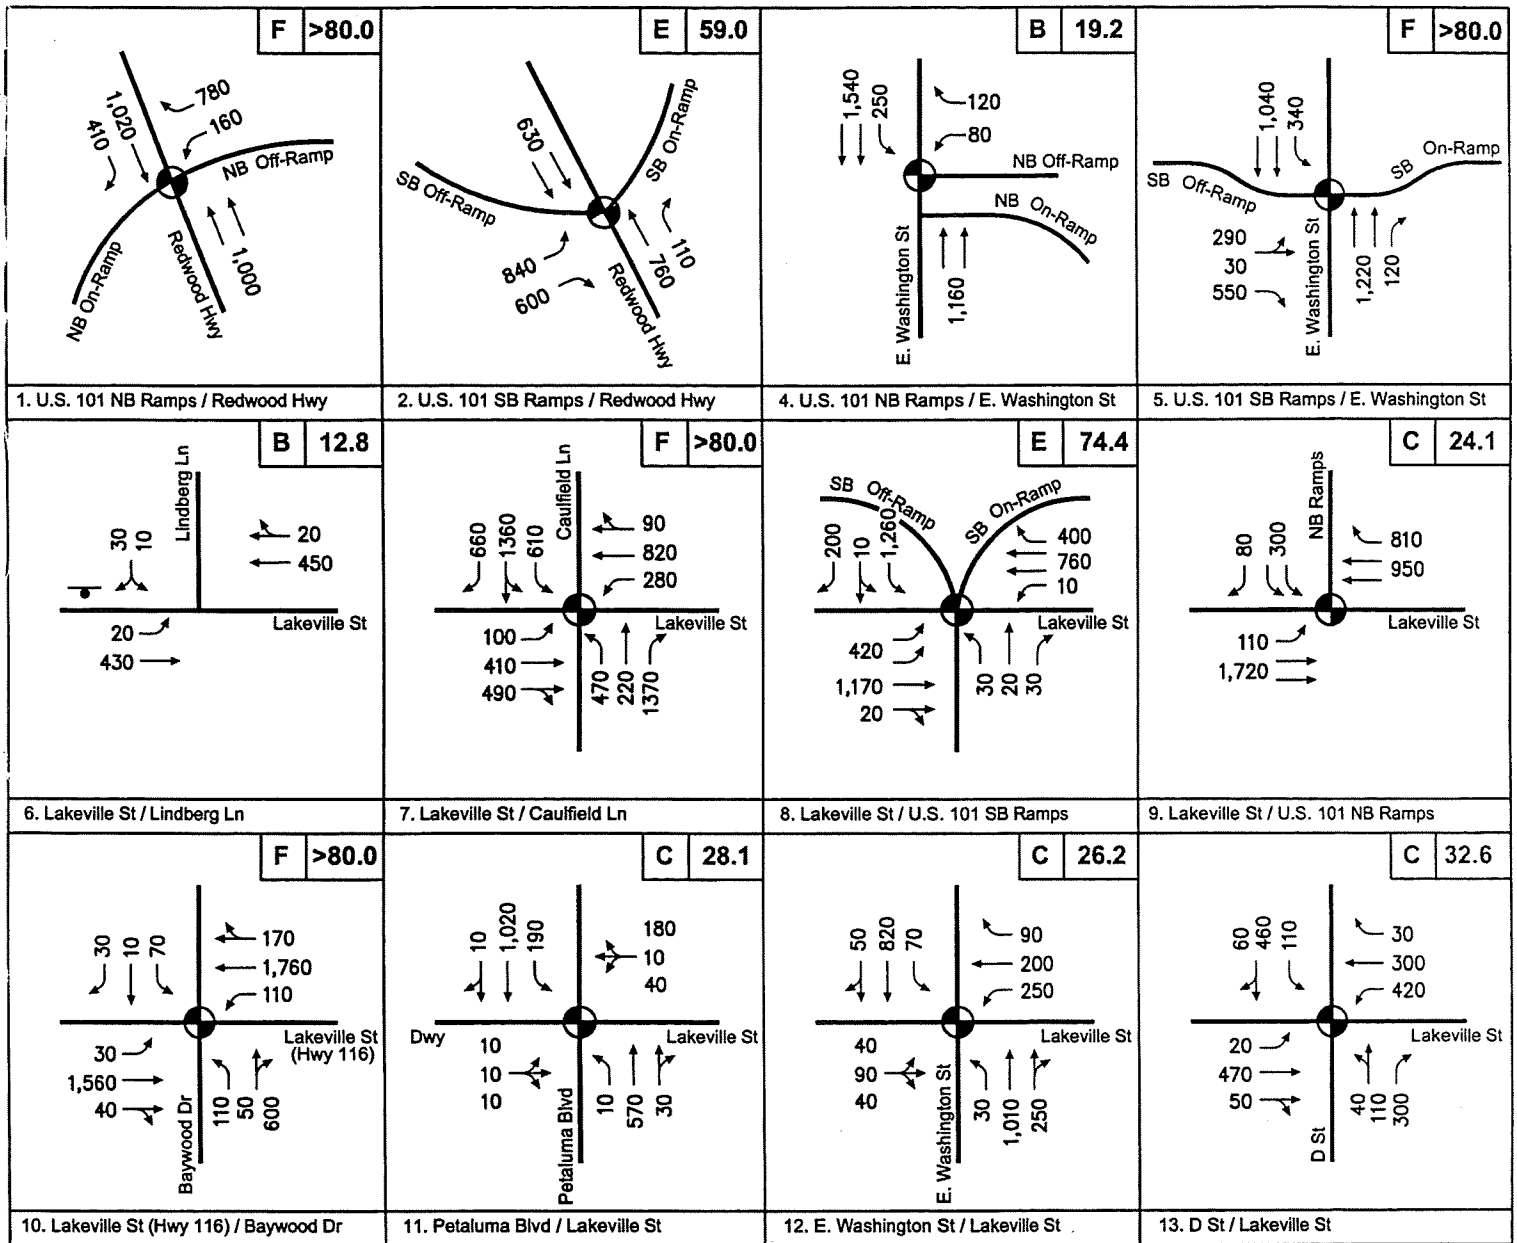 F >80.0
780
160
1,020
410
NB Off-Ramp
NB On-Ramp
Redwood Hwy
1,000
1. U.S. 101 NB Ramps / Redwood Hwy
E 59.0
630
SB Off-Ramp
SB On-Ramp
840
600
110
760
Redwood Hwy
2. U.S. 101 SB Ramps / Redwood Hwy
B 19.2
1,540
250
120
80
NB Off-Ramp
NB On-Ramp
E. Washington St
1,160
4. U.S. 101 NB Ramps / E. Washington St
F >80.0
1,040
340
SB Off-Ramp
SB On-Ramp
290
30
550
E. Washington St
1,220
120
5. U.S. 101 SB Ramps / E. Washington St
B 12.8
Lindberg Ln
30
10
20
450
Lakeville St
20
430
6. Lakeville St / Lindberg Ln
F >80.0
Caulfield Ln
660
1360
610
90
820
280
Lakeville St
100
410
490
470
220
1370
7. Lakeville St / Caulfield Ln
E 74.4
SB Off-Ramp
SB On-Ramp
200
10
1,260
400
760
10
Lakeville St
420
1,170
20
30
20
30
8. Lakeville St / U.S. 101 SB Ramps
C 24.1
NB Ramps
80
300
810
950
Lakeville St
110
1,720
9. Lakeville St / U.S. 101 NB Ramps
F >80.0
30
10
70
170
1,760
110
Lakeville St
(Hwy 116)
30
1,560
40
Baywood Dr
110
50
600
10. Lakeville St (Hwy 116) / Baywood Dr
C 28.1
10
1,020
190
180
10
40
Dwy
Lakeville St
10
10
10
Petaluma Blvd
10
570
30
11. Petaluma Blvd / Lakeville St
C 26.2
50
820
70
90
200
250
Lakeville St
40
90
40
E. Washington St
30
1,010
250
12. E. Washington St / Lakeville St
C 32.6
60
460
110
30
300
420
Lakeville St
20
470
50
D St
40
110
300
13. D St / Lakeville St